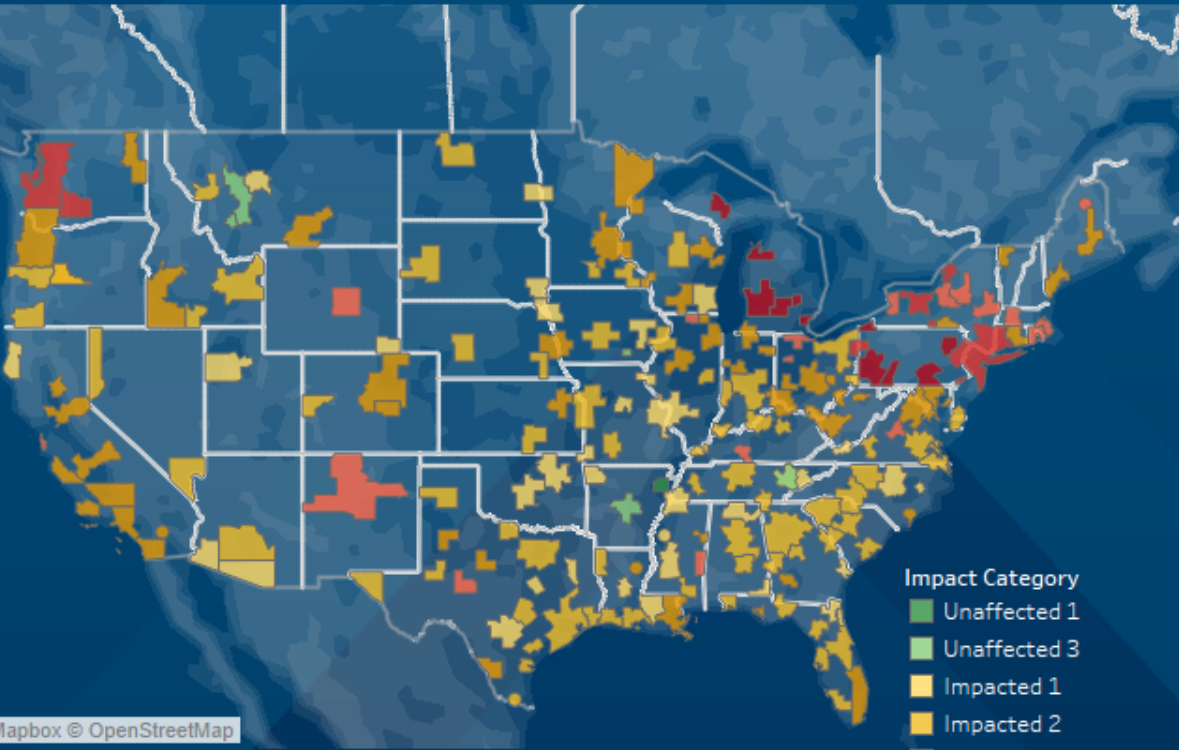 Impact Category
Unaffected 1
Unaffected 3
Impacted 1
Impacted 2
Mapbox © OpenStreetMap